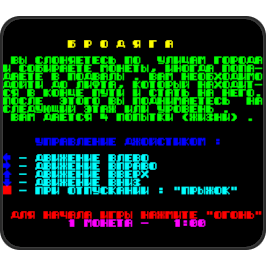 Б Р О Д Я Г А
ВЫ СЛОНЯЕТЕСЬ ПО УЛИЦАМ ГОРОДА
И СОБИРАЕТЕ МОНЕТЫ, ИНОГДА ПОПА-
ДАЕТЕ В ПОДВАЛЫ . ВАМ НЕОБХОДИМО
ДОЙТИ ДО ЛИФТА, КОТОРЫЙ НАХОДИТ-
СЯ В КОНЦЕ ПУТИ И СТАТЬ НА НЕГО.
ПОСЛЕ ЭТОГО ВЫ ПОДНИМАЕТЕСЬ НА
СЛЕДУЮЩИЙ ЭТАЖ ИЛИ УРОВЕНЬ.
ВАМ ДАЕТСЯ 4 ПОПЫТКИ (ЖИЗНИ) .
УПРАВЛЕНИЕ ДЖОЙСТИКОМ :
- ДВИЖЕНИЕ ВЛЕВО
- ДВИЖЕНИЕ ВПРАВО
- ДВИЖЕНИЕ ВВЕРХ
- ДВИЖЕНИЕ ВНИЗ
- ПРИ ОТПУСКАНИИ : "ПРЫЖОК"
ДЛЯ НАЧАЛА ИГРЫ НАЖМИТЕ "ОГОНЬ"
1 МОНЕТА - 1:00